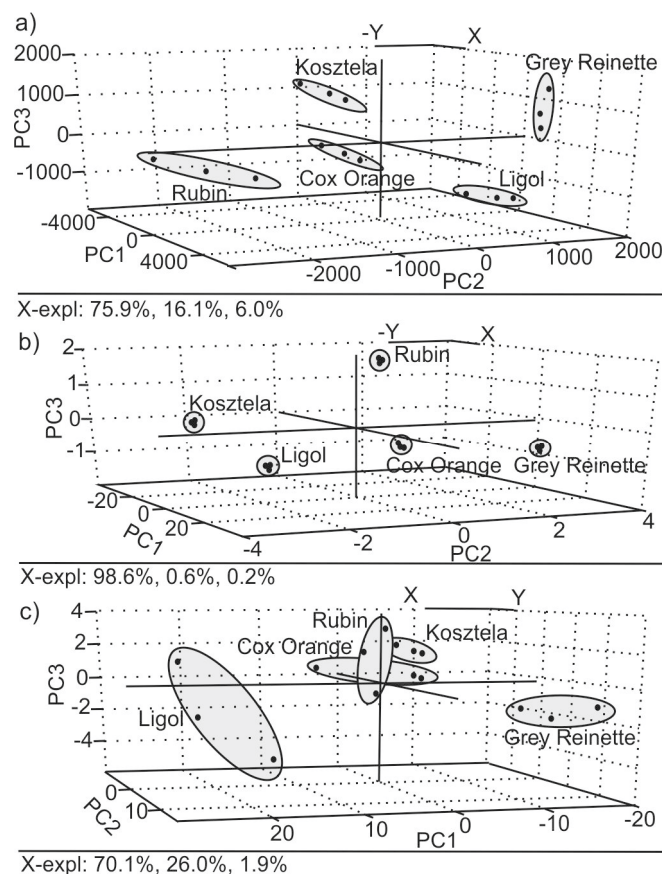 a)
-Y X
2000
1000
0
-1000
PC3
Kosztela
Grey Reinette
Rubin
Cox Orange
Ligol
-4000
0
4000
PC1
-2000
-1000
0
1000
2000
PC2
X-expl: 75.9%, 16.1%, 6.0%
b)
-Y X
2
1
0
-1
PC3
Rubin
Kosztela
Ligol
Cox Orange
Grey Reinette
-20
0
20
PC1
-4
-2
0
2
4
PC2
X-expl: 98.6%, 0.6%, 0.2%
c)
X Y
4
2
0
-2
-4
PC3
Rubin
Kosztela
Cox Orange
Ligol
Grey Reinette
0
10
PC2
20
10
0
-10
-20
PC1
X-expl: 70.1%, 26.0%, 1.9%